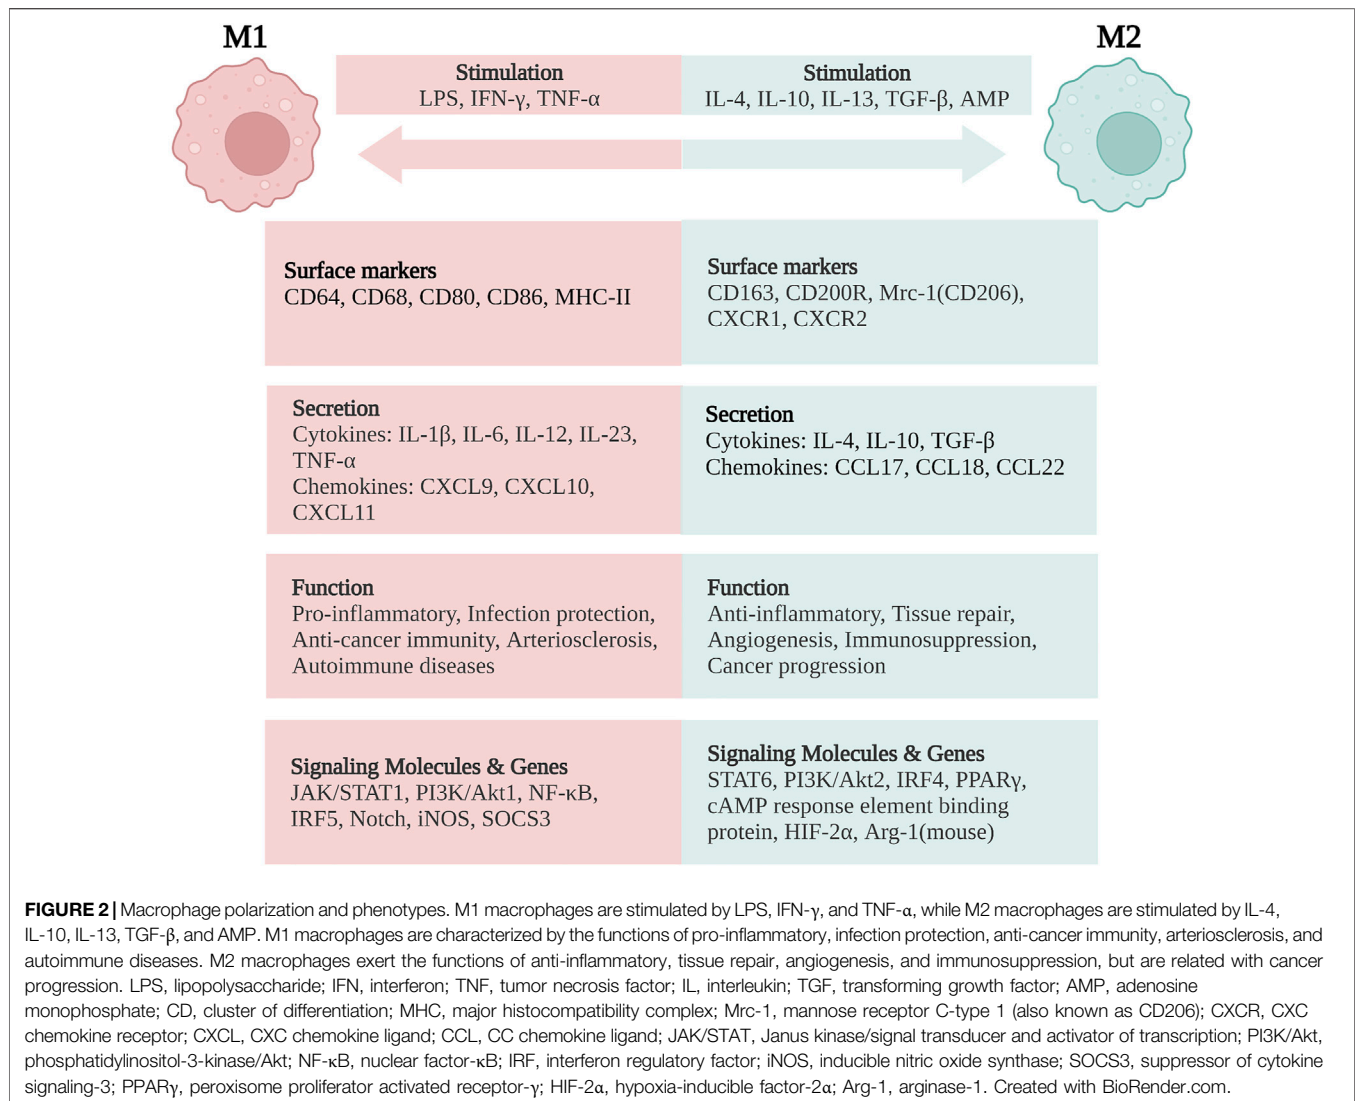 M1
M2
Stimulation
LPS, IFN-γ, TNF-α
Stimulation
IL-4, IL-10, IL-13, TGF-β, AMP
Surface markers
CD64, CD68, CD80, CD86, MHC-II
Surface markers
CD163, CD200R, Mrc-1(CD206),
CXCR1, CXCR2
Secretion
Cytokines: IL-1β, IL-6, IL-12, IL-23,
TNF-α
Chemokines: CXCL9, CXCL10,
CXCL11
Secretion
Cytokines: IL-4, IL-10, TGF-β
Chemokines: CCL17, CCL18, CCL22
Function
Pro-inflammatory, Infection protection,
Anti-cancer immunity, Arteriosclerosis,
Autoimmune diseases
Function
Anti-inflammatory, Tissue repair,
Angiogenesis, Immunosuppression,
Cancer progression
Signaling Molecules & Genes
JAK/STAT1, PI3K/Akt1, NF-κB,
IRF5, Notch, iNOS, SOCS3
Signaling Molecules & Genes
STAT6, PI3K/Akt2, IRF4, PPARγ,
cAMP response element binding
protein, HIF-2α, Arg-1(mouse)
FIGURE 2 | Macrophage polarization and phenotypes. M1 macrophages are stimulated by LPS, IFN-γ, and TNF-α, while M2 macrophages are stimulated by IL-4,
IL-10, IL-13, TGF-β, and AMP. M1 macrophages are characterized by the functions of pro-inflammatory, infection protection, anti-cancer immunity, arteriosclerosis, and
autoimmune diseases. M2 macrophages exert the functions of anti-inflammatory, tissue repair, angiogenesis, and immunosuppression, but are related with cancer
progression. LPS, lipopolysaccharide; IFN, interferon; TNF, tumor necrosis factor; IL, interleukin; TGF, transforming growth factor; AMP, adenosine
monophosphate; CD, cluster of differentiation; MHC, major histocompatibility complex; Mrc-1, mannose receptor C-type 1 (also known as CD206); CXCR, CXC
chemokine receptor; CXCL, CXC chemokine ligand; CCL, CC chemokine ligand; JAK/STAT, Janus kinase/signal transducer and activator of transcription; PI3K/Akt,
phosphatidylinositol-3-kinase/Akt; NF-κB, nuclear factor-κB; IRF, interferon regulatory factor; iNOS, inducible nitric oxide synthase; SOCS3, suppressor of cytokine
signaling-3; PPARγ, peroxisome proliferator activated receptor-γ; HIF-2α, hypoxia-inducible factor-2α; Arg-1, arginase-1. Created with BioRender.com.